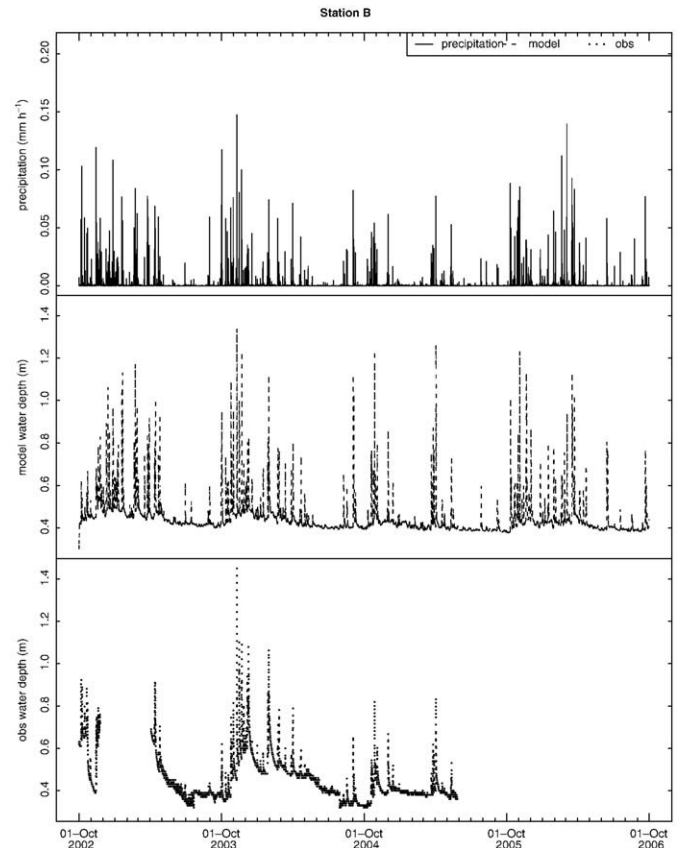 Station B
precipitation model obs
precipitation (mm h⁻¹)
0.20
0.15
0.10
0.05
0.00
model water depth (m)
1.4
1.2
1.0
0.8
0.6
0.4
obs water depth (m)
1.4
1.2
1.0
0.8
0.6
0.4
01–Oct 01–Oct 01–Oct 01–Oct 01–Oct
2002 2003 2004 2005 2006